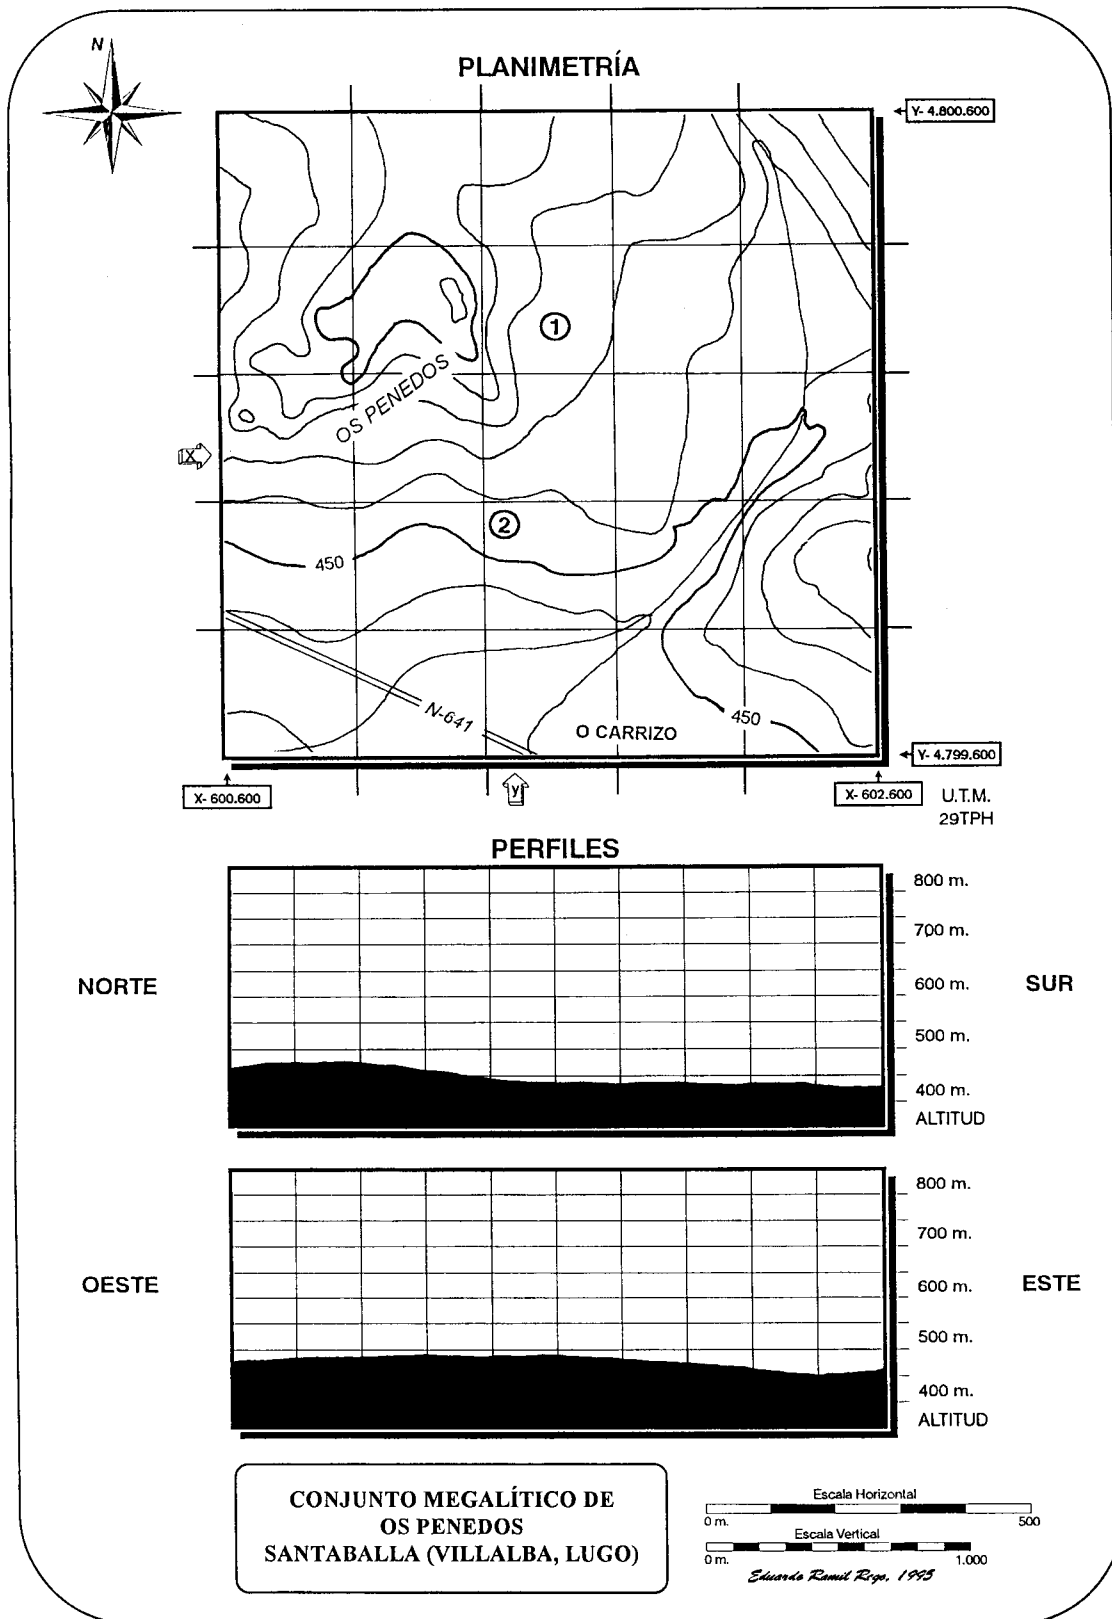 N
PLANIMETRÍA
Y- 4.800.600
1
OS PENEDOS
X
2
450
N-641
450
O CARRIZO
Y- 4.799.600
X- 600.600
y
X- 602.600
U.T.M.
29TPH
PERFILES
800 m.
700 m.
NORTE
600 m.
SUR
500 m.
400 m.
ALTITUD
800 m.
700 m.
OESTE
600 m.
ESTE
500 m.
400 m.
ALTITUD
CONJUNTO MEGALÍTICO DE
OS PENEDOS
SANTABALLA (VILLALBA, LUGO)
Escala Horizontal
0 m. 500
Escala Vertical
0 m. 1.000
Eduardo Ramil Rego, 1995